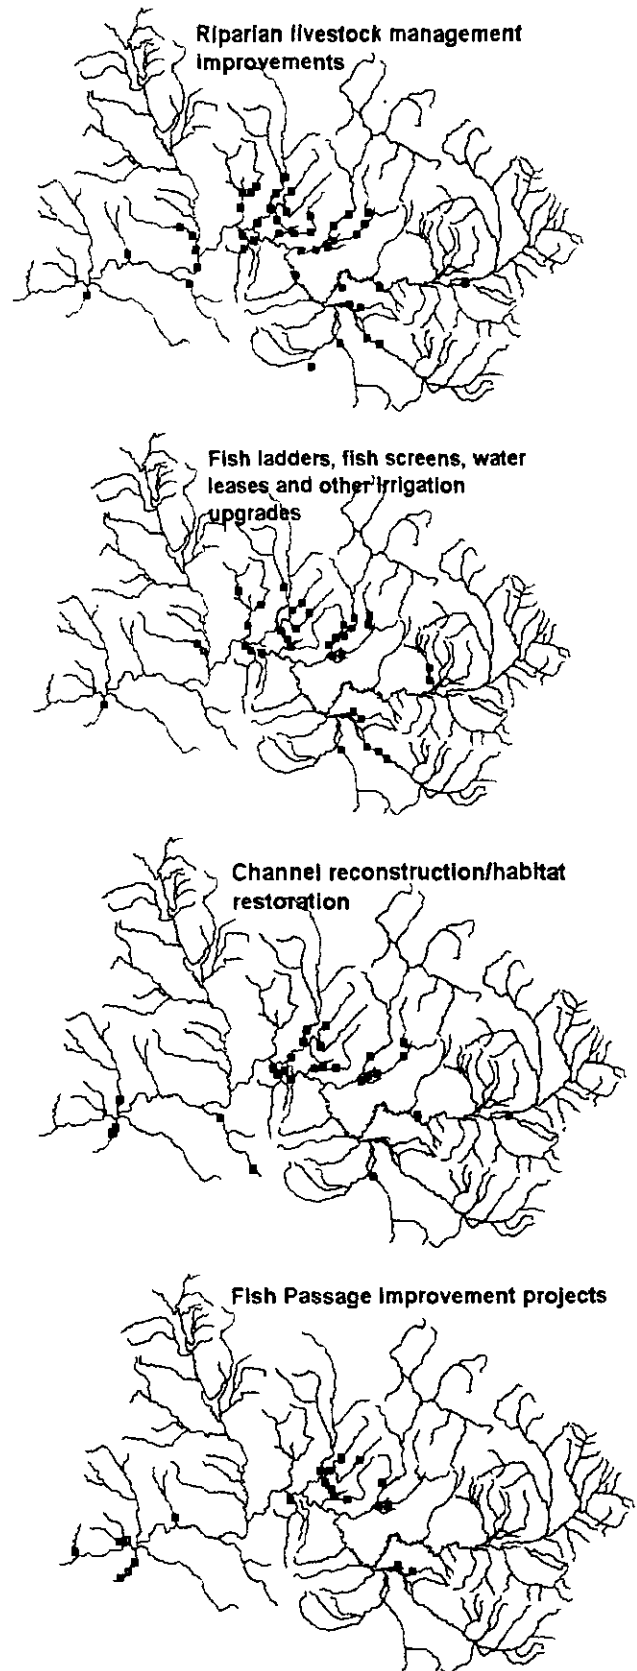 Riparian livestock management
improvements
Fish ladders, fish screens, water
leases and other irrigation
upgrades
Channel reconstruction/habitat
restoration
Fish Passage improvement projects